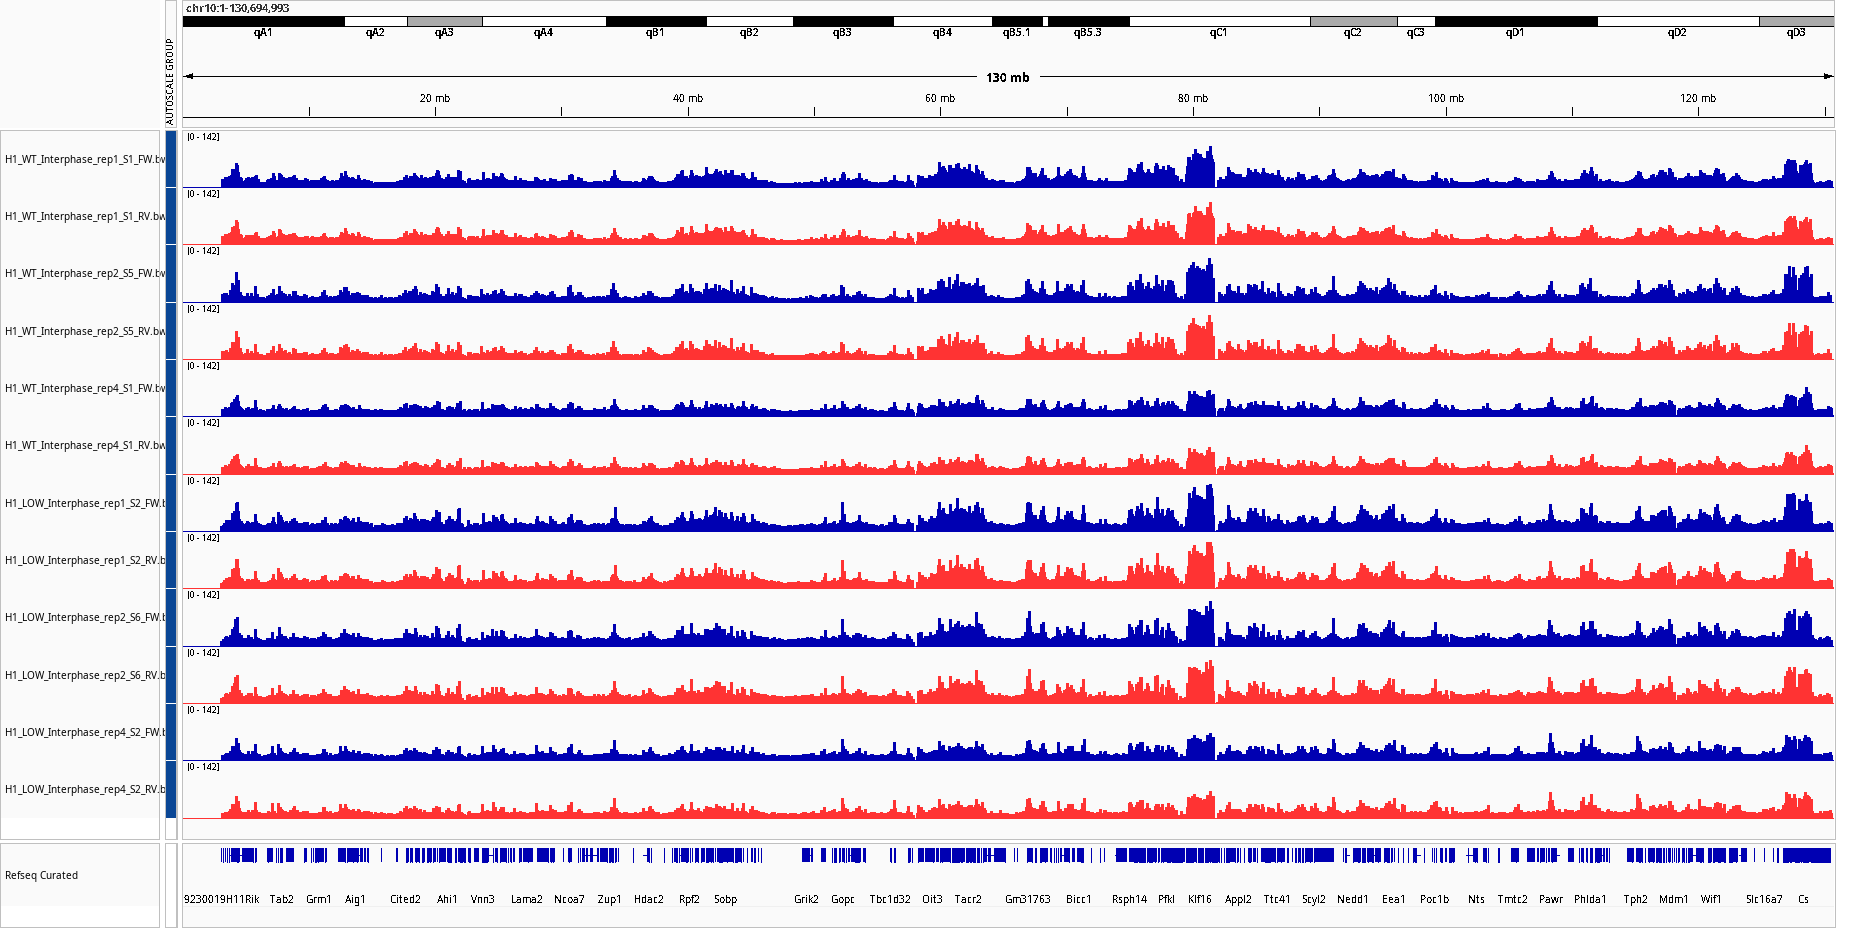 chr10:1-130,694,993
AUTOSCALE GROUP
qA1 qA2 qA3 qA4 qB1 qB2 qB3 qB4 qB5.1 qB5.3 qC1 qC2 qC3 qD1 qD2 qD3
130 mb
20 mb 40 mb 60 mb 80 mb 100 mb 120 mb
[0 - 142]
H1_WT_Interphase_rep1_S1_FW.bw
[0 - 142]
H1_WT_Interphase_rep1_S1_RV.bw
[0 - 142]
H1_WT_Interphase_rep2_S5_FW.bw
[0 - 142]
H1_WT_Interphase_rep2_S5_RV.bw
[0 - 142]
H1_WT_Interphase_rep4_S1_FW.bw
[0 - 142]
H1_WT_Interphase_rep4_S1_RV.bw
[0 - 142]
H1_LOW_Interphase_rep1_S2_FW.b
[0 - 142]
H1_LOW_Interphase_rep1_S2_RV.b
[0 - 142]
H1_LOW_Interphase_rep2_S6_FW.b
[0 - 142]
H1_LOW_Interphase_rep2_S6_RV.b
[0 - 142]
H1_LOW_Interphase_rep4_S2_FW.b
[0 - 142]
H1_LOW_Interphase_rep4_S2_RV.b
Refseq Curated
9230019H11Rik Tab2 Grm1 Aig1 Cited2 Ahi1 Vnn3 Lama2 Ncoa7 Zup1 Hdac2 Rpf2 Sobp Grik2 Gopc Tbc1d32 Oit3 Tacr2 Gm31763 Bicc1 Rsph14 Pfkl Klf16 Appl2 Ttc41 Scyl2 Nedd1 Eea1 Poc1b Nts Tmtc2 Pawr Phlda1 Tph2 Mdm1 Wif1 Slc16a7 Cs